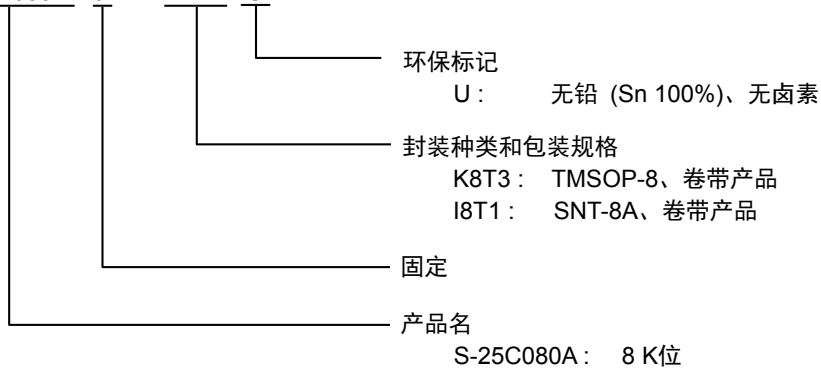 环保标记
U : 无铅 (Sn 100%)、无卤素
封装种类和包装规格
K8T3 : TMSOP-8、卷带产品
I8T1 : SNT-8A、卷带产品
固定
产品名
S-25C080A : 8 K位